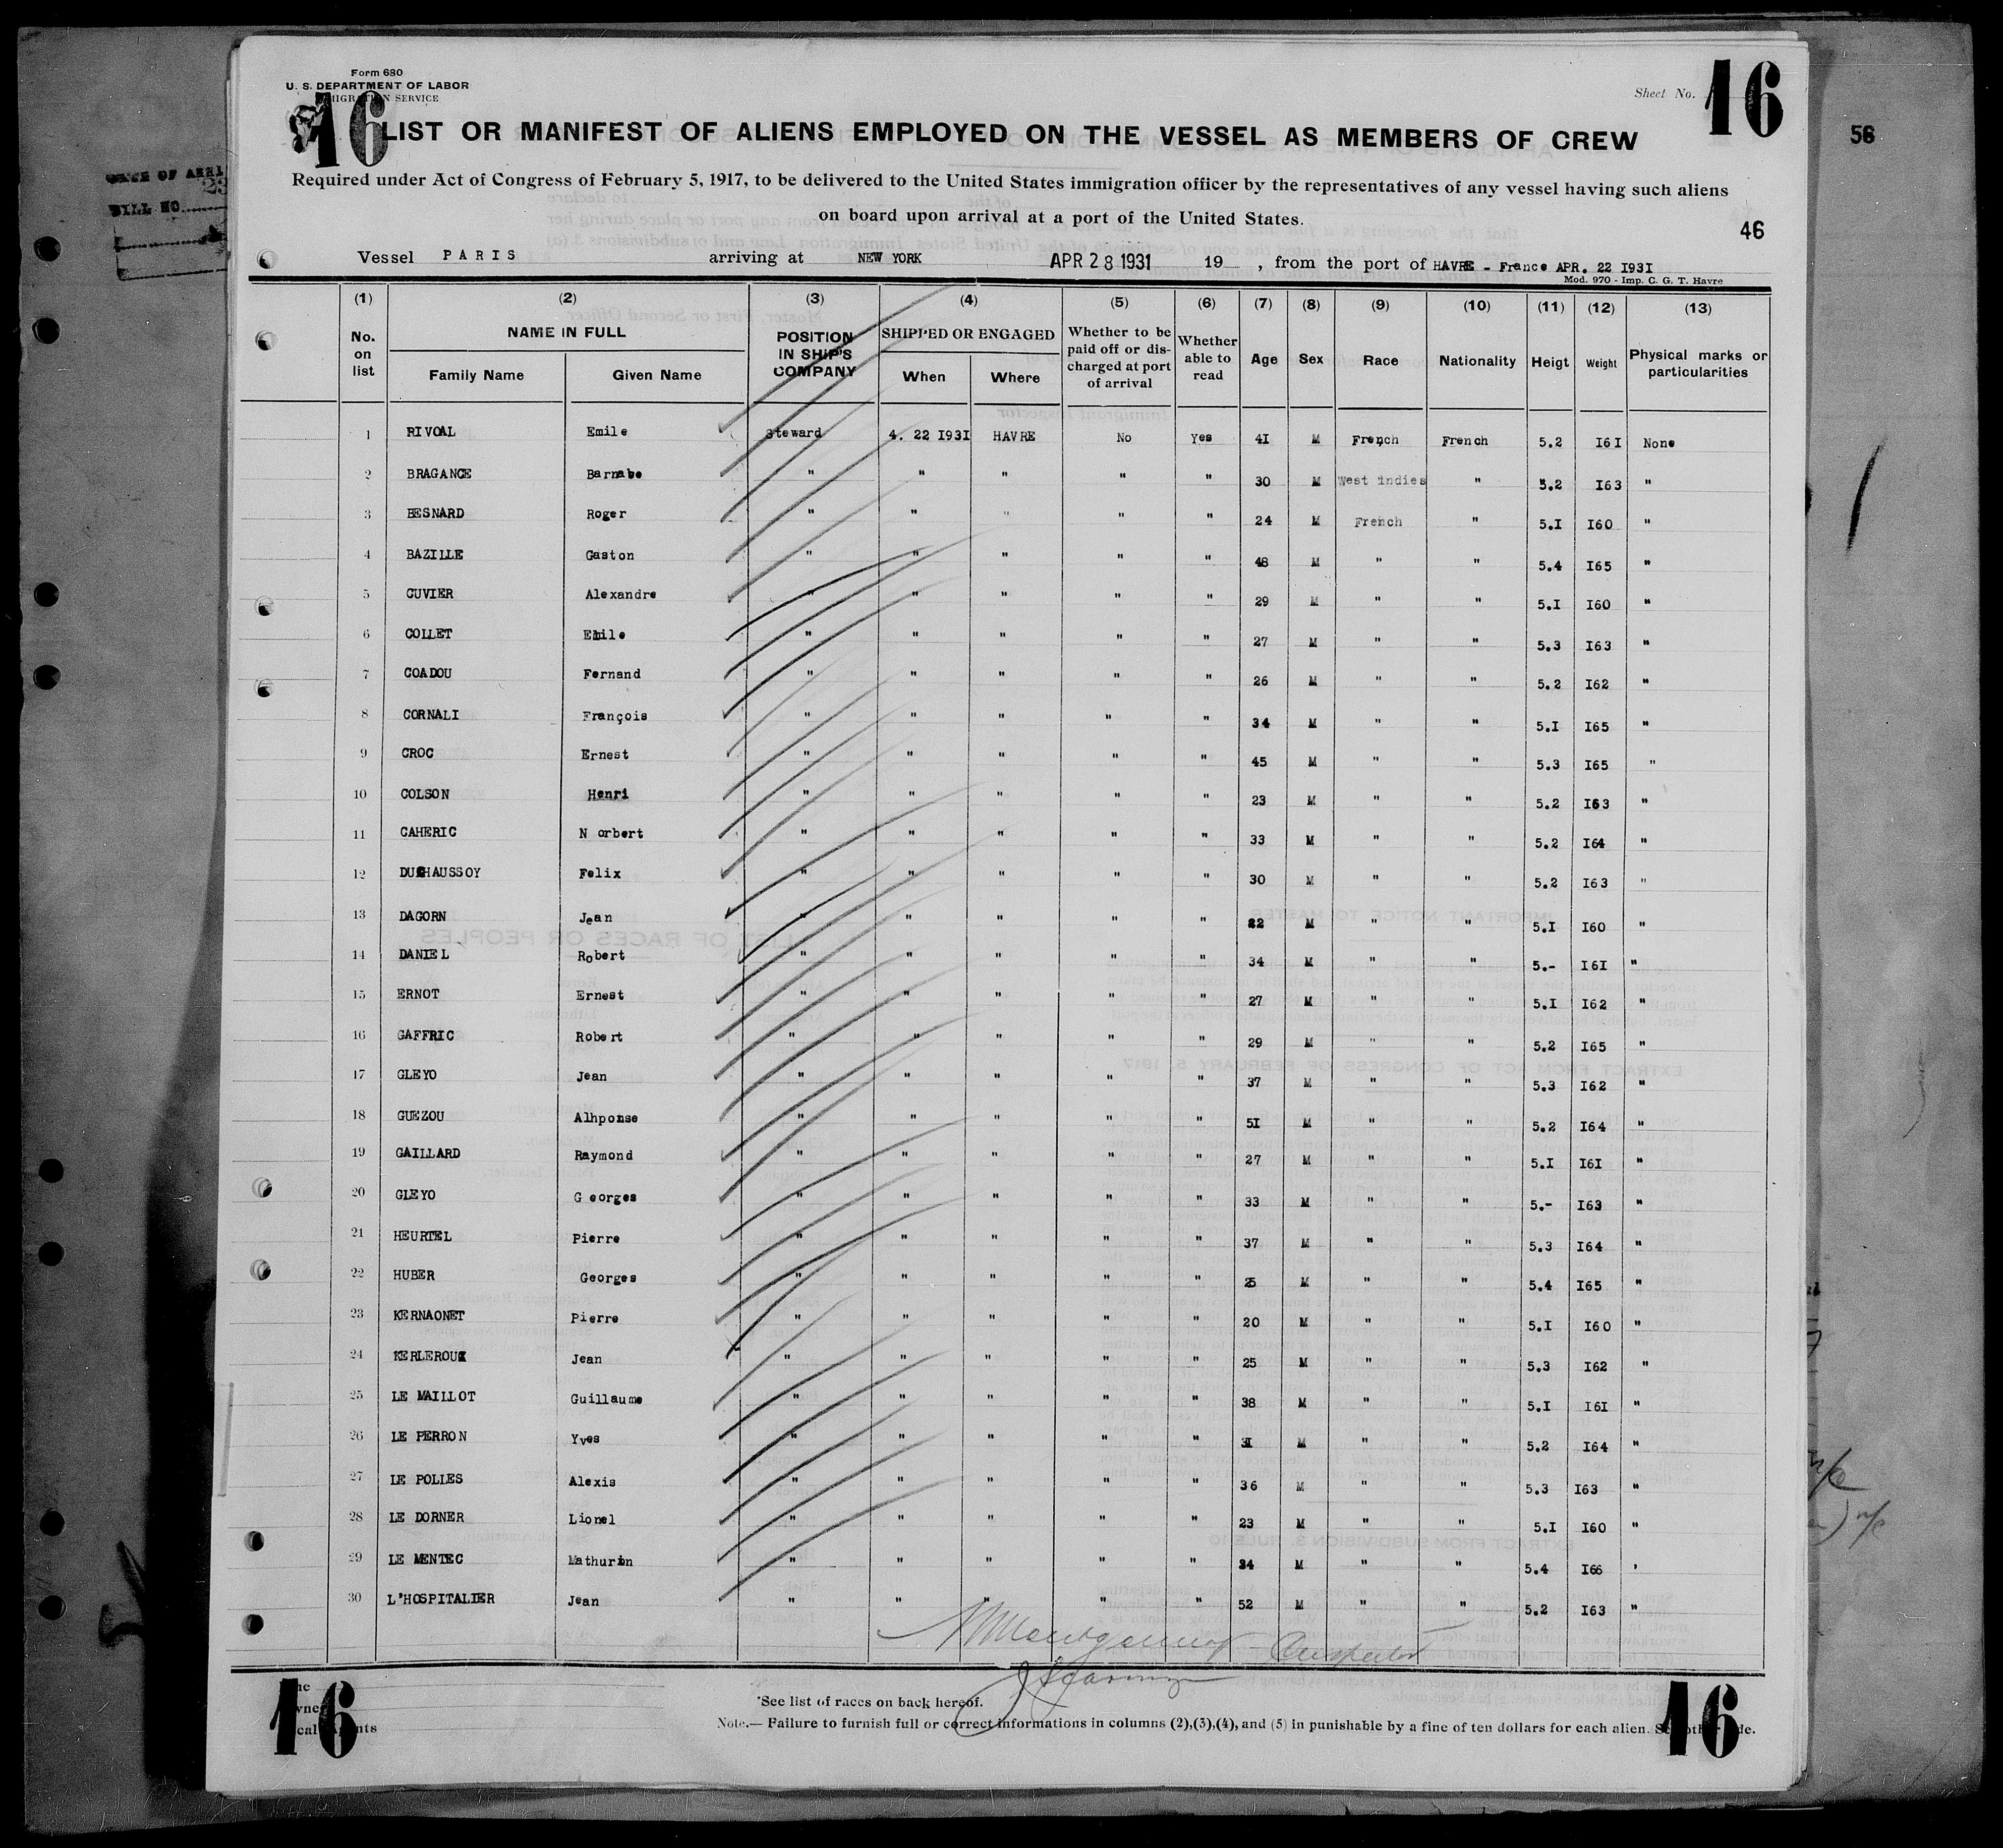 Form 680
U. S. DEPARTMENT OF LABOR
SERVICE
Sheet No. 16
16
56
LIST OR MANIFEST OF ALIENS EMPLOYED ON THE VESSEL AS MEMBERS OF CREW
Required under Act of Congress of February 5, 1917, to be delivered to the United States immigration officer by the representatives of any vessel having such aliens
on board upon arrival at a port of the United States.
46
BILL NO.
Vessel PARIS arriving at NEW YORK APR 28 1931 19 , from the port of HAVRE - France APR. 22 I93I
Mod. 970 - Imp. C. G. T. Havre
(1) (2) (3) (4) (5) (6) (7) (8) (9) (10) (11) (12) (13)
No. on list NAME IN FULL Family Name Given Name POSITION IN SHIP'S COMPANY SHIPPED OR ENGAGED When Where Whether to be paid off or discharged at port of arrival Whether able to read Age Sex Race Nationality Heigt Weight Physical marks or particularities
1 RIVOAL Emile Steward 4. 22 I93I HAVRE No Yes 4I M French French 5.2 I6I None
2 BRAGANCE Barnabe " " " " " 30 M West indies " 5.2 I63 "
3 BESNARD Roger " " " " " 24 M French " 5.I I60 "
4 BAZILLE Gaston " " " " " 48 M " " 5.4 I65 "
5 CUVIER Alexandre " " " " " 29 M " " 5.I I60 "
6 COLLET Emile " " " " " 27 M " " 5.3 I63 "
7 COADOU Fernand " " " " " 26 M " " 5.2 I62 "
8 CORNALI François " " " " " 34 M " " 5.I I65 "
9 CROC Ernest " " " " " 45 M " " 5.3 I65 "
10 COLSON Henri " " " " " 23 M " " 5.2 I63 "
11 CAHERIC N orbert " " " " " 33 M " " 5.2 I64 "
12 DUCHAUSSOY Felix " " " " " 30 M " " 5.2 I63 "
13 DAGORN Jean " " " " " 22 M " " 5.I I60 "
14 DANIEL Robert " " " " " 34 M " " 5.- I6I "
15 ERNOT Ernest " " " " " 27 M " " 5.I I62 "
16 GAFFRIC Robert " " " " " 29 M " " 5.2 I65 "
17 GLEYO Jean " " " " " 37 M " " 5.3 I62 "
18 GUEZOU Alhponse " " " " " 5I M " " 5.2 I64 "
19 GAILLARD Raymond " " " " " 27 M " " 5.I I6I "
20 GLEYO G eorges " " " " " 33 M " " 5.- I63 "
21 HEURTEL Pierre " " " " " 37 M " " 5.3 I64 "
22 HUBER Georges " " " " " 25 M " " 5.4 I65 "
23 KERNAONET Pierre " " " " " 20 M " " 5.I I60 "
24 KERLEROUX Jean " " " " " 25 M " " 5.3 I62 "
25 LE MAILLOT Guillaume " " " " " 38 M " " 5.I I6I "
26 LE PERRON Yves " " " " " 3I M " " 5.2 I64 "
27 LE POLLES Alexis " " " " " 36 M " " 5.3 I63 "
28 LE DORNER Lionel " " " " " 23 M " " 5.I I60 "
29 LE MENTEC Mathurin " " " " " 34 M " " 5.4 I66 '
30 L'HOSPITALIER Jean " " " " " 52 M " " 5.2 I63 "
Montgomery Inspector
*See list of races on back hereof.
Note.— Failure to furnish full or correct informations in columns (2),(3),(4), and (5) in punishable by a fine of ten dollars for each alien.
16
16